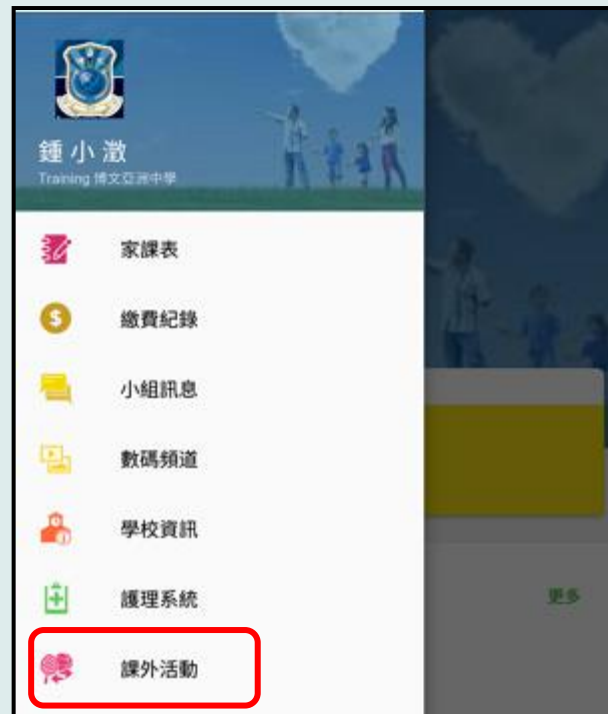 鍾小澂
Training 博文亞洲中學
家課表
繳費紀錄
小組訊息
數碼頻道
學校資訊
護理系統
更多
課外活動